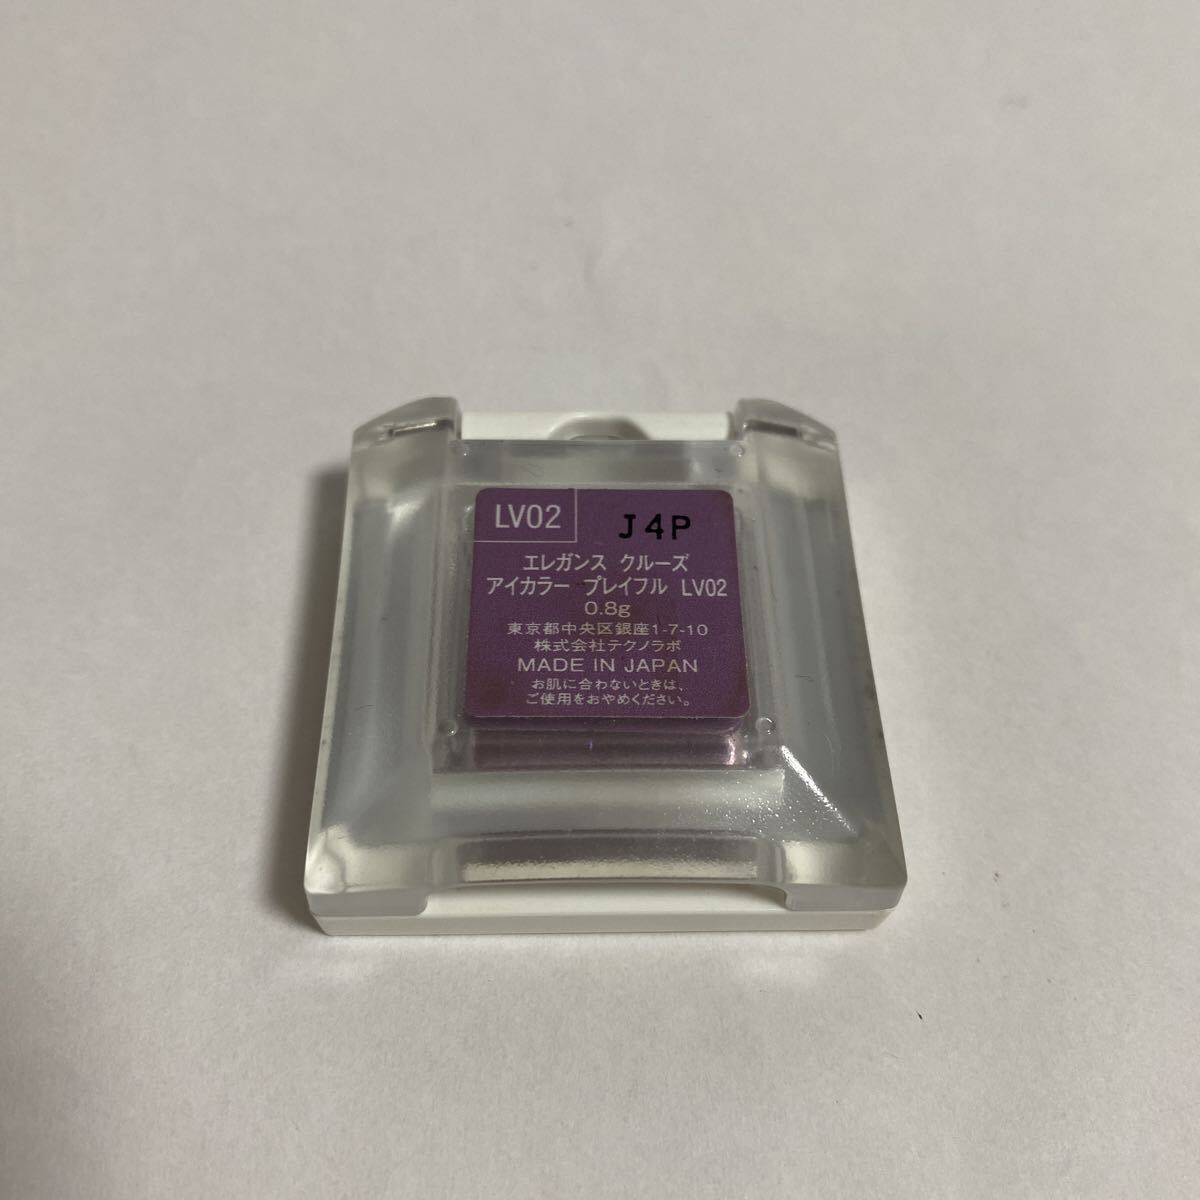 LV02 J4P
エレガンス クルーズ
アイカラー プレイフル LV02
0.8g
東京都中央区銀座1-7-10
株式会社テクノラボ
MADE IN JAPAN
お肌に合わないときは、
ご使用をおやめください。